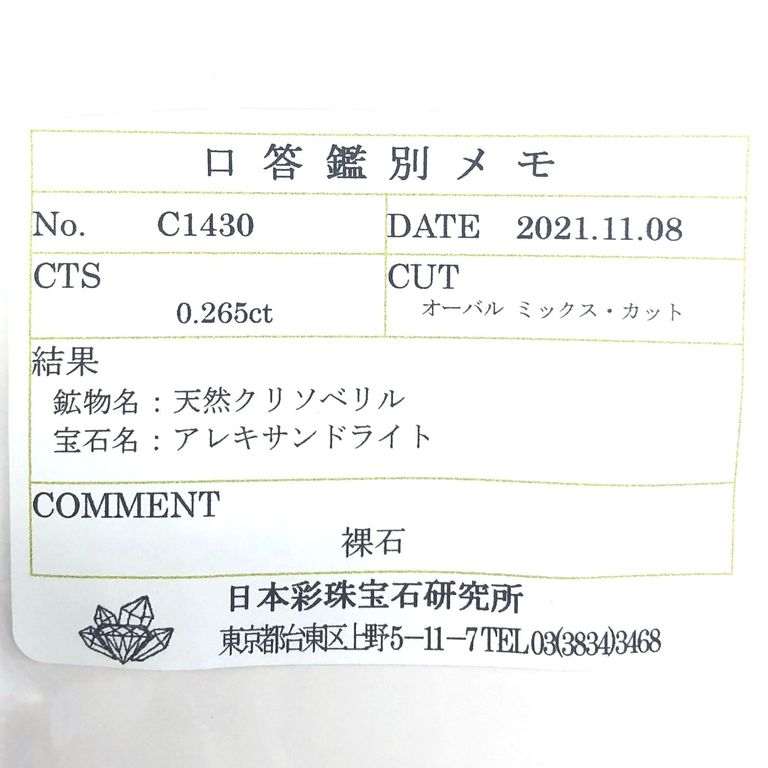 口答鑑別メモ
No. C1430 DATE 2021.11.08
CTS CUT
0.265ct オーバル ミックス・カット
結果
鉱物名：天然クリソベリル
宝石名：アレキサンドライト
COMMENT
裸石
日本彩珠宝石研究所
東京都台東区上野5－11－7 TEL 03(3834)3468